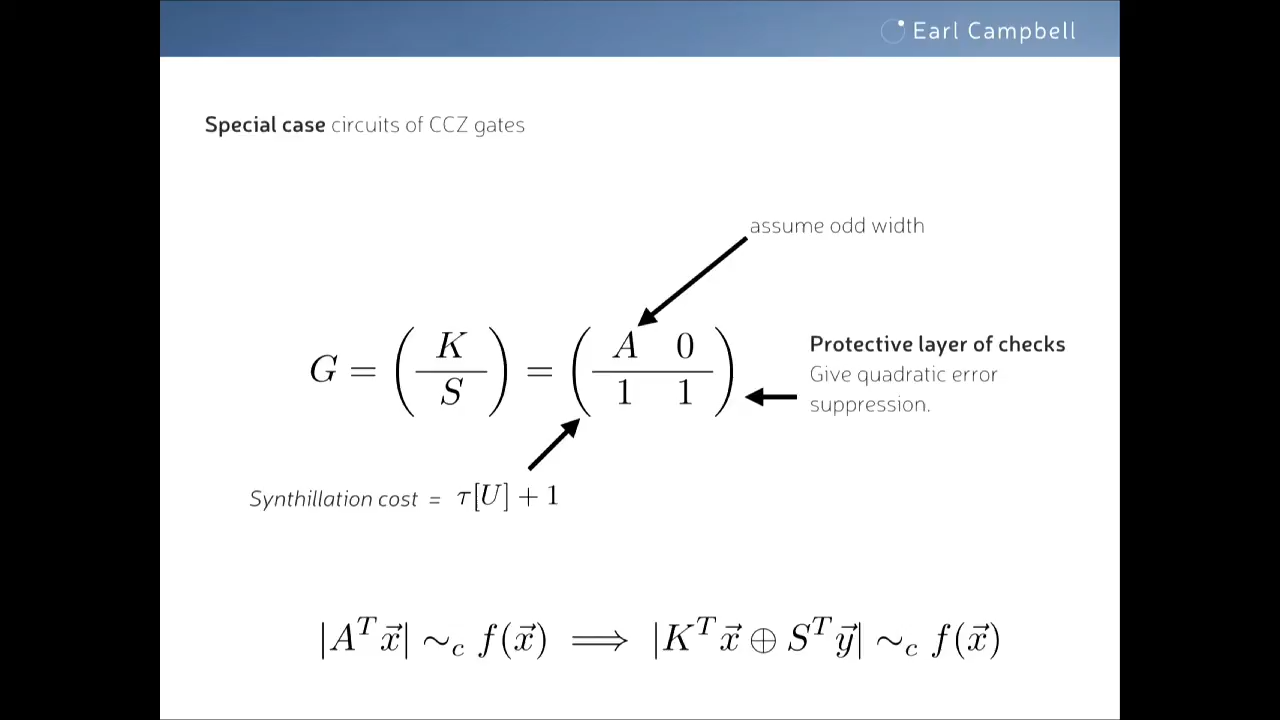 Earl Campbell
Special case circuits of CCZ gates
assume odd width
G = ( K / S ) = ( A 0 / 1 1 )
Protective layer of checks
Give quadratic error
suppression.
Synthillation cost = τ[U] + 1
|A^T x⃗| ∼_c f(x⃗) ⟹ |K^T x⃗ ⊕ S^T y⃗| ∼_c f(x⃗)